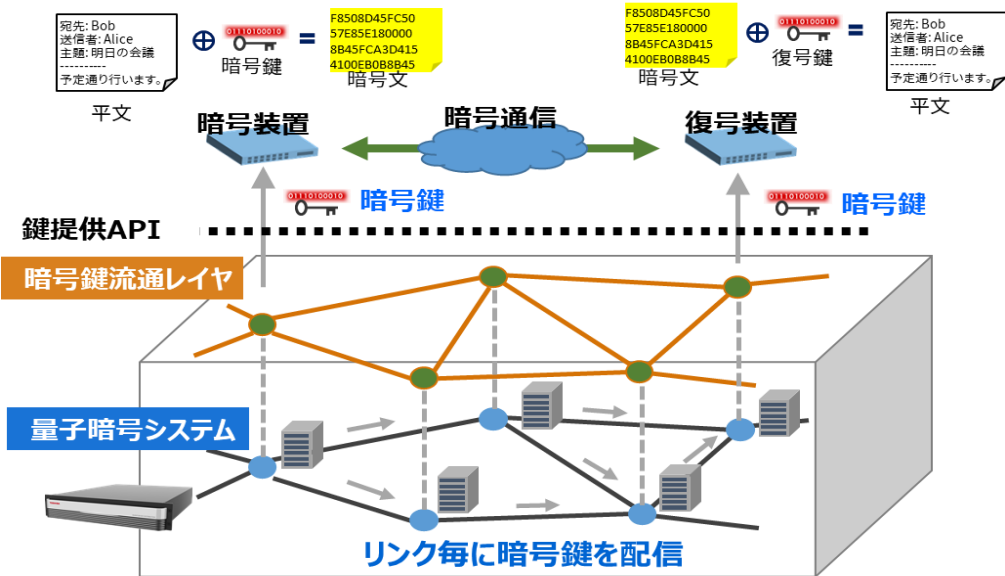 宛先: Bob
送信者: Alice
主題: 明日の会議
----------
予定通り行います。
平文
⊕
01110100010
暗号鍵
=
F8508D45FC50
57E85E180000
8B45FCA3D415
4100EB0B8B45
暗号文
F8508D45FC50
57E85E180000
8B45FCA3D415
4100EB0B8B45
暗号文
⊕
01110100010
復号鍵
=
宛先: Bob
送信者: Alice
主題: 明日の会議
----------
予定通り行います。
平文
暗号装置
暗号通信
復号装置
01110100010
暗号鍵
01110100010
暗号鍵
鍵提供API
暗号鍵流通レイヤ
量子暗号システム
リンク毎に暗号鍵を配信